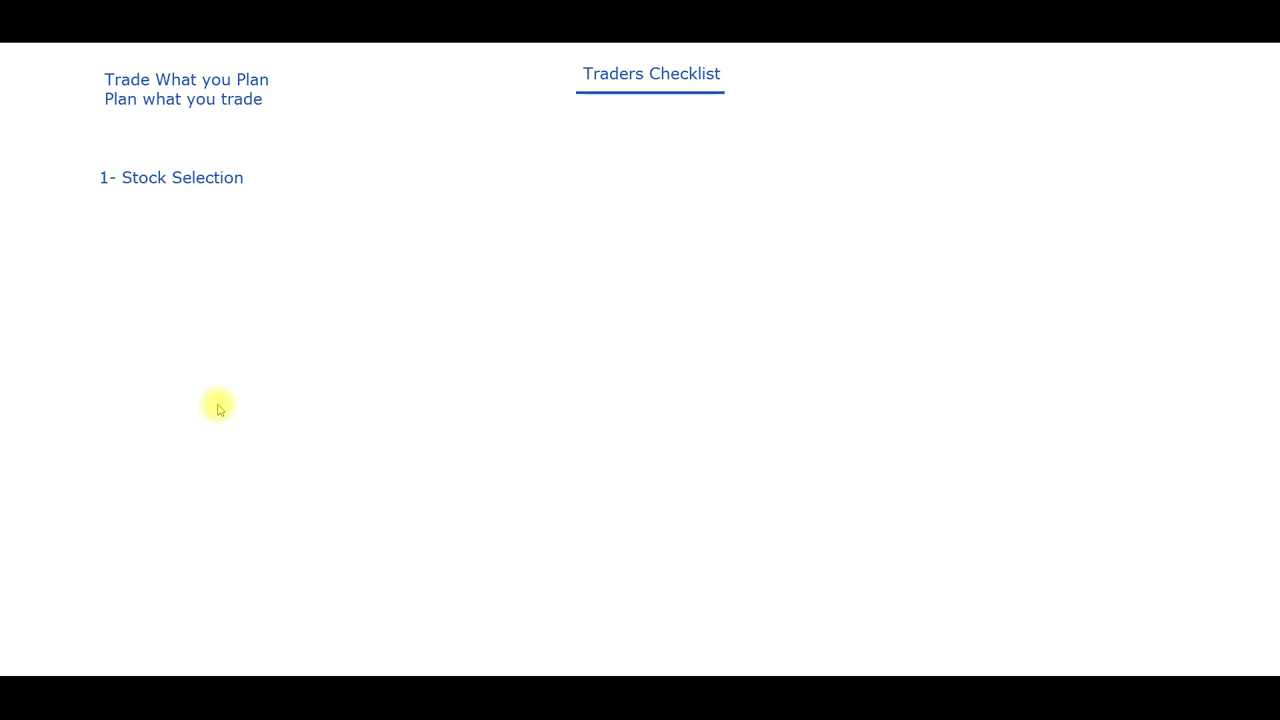 Traders Checklist
Trade What you Plan
Plan what you trade
1- Stock Selection